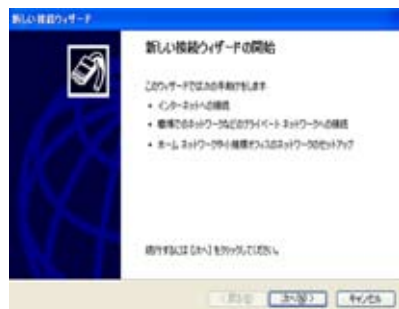 新しい接続ウィザード
新しい接続ウィザードの開始
このウィザードでは次の手助けをします
• インターネットへの接続
• 職場でのネットワークなどのプライベート ネットワークへの接続
• ホーム ネットワークや小規模オフィスのネットワークのセットアップ
続行するには [次へ] をクリックしてください。
< 戻る(B)
次へ(N) >
キャンセル